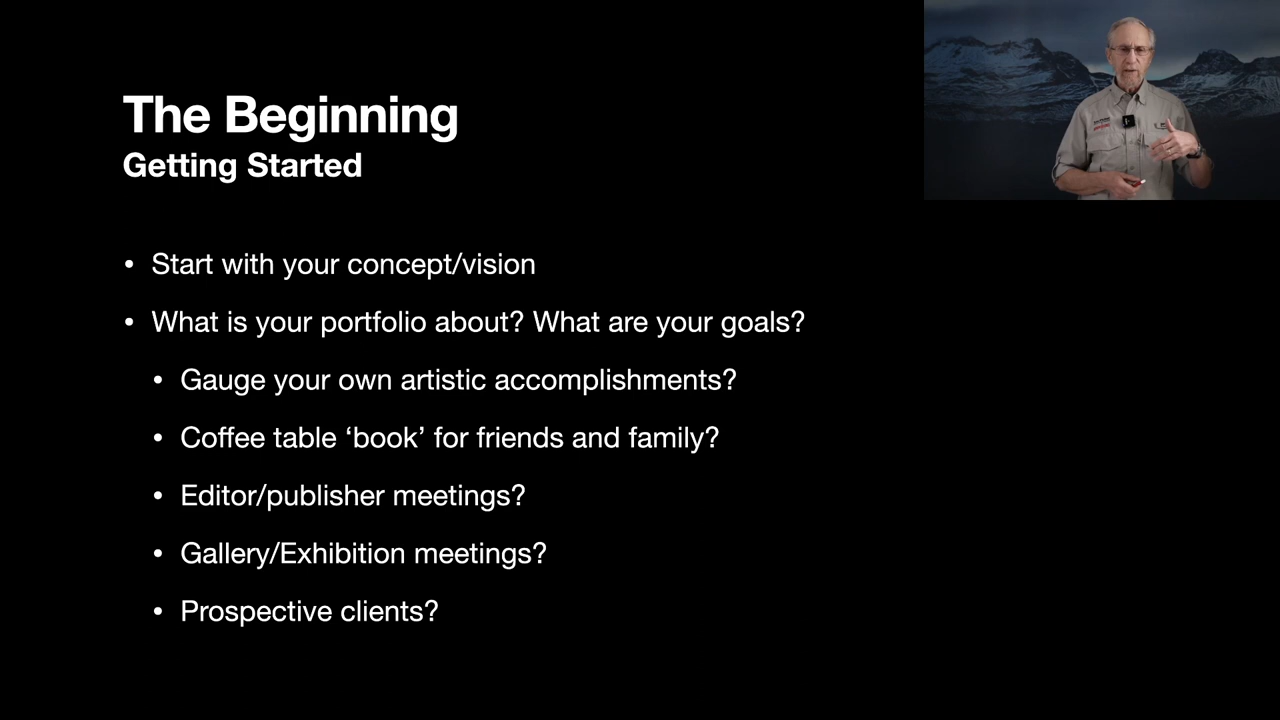 The Beginning
Getting Started
• Start with your concept/vision
• What is your portfolio about? What are your goals?
• Gauge your own artistic accomplishments?
• Coffee table ‘book’ for friends and family?
• Editor/publisher meetings?
• Gallery/Exhibition meetings?
• Prospective clients?